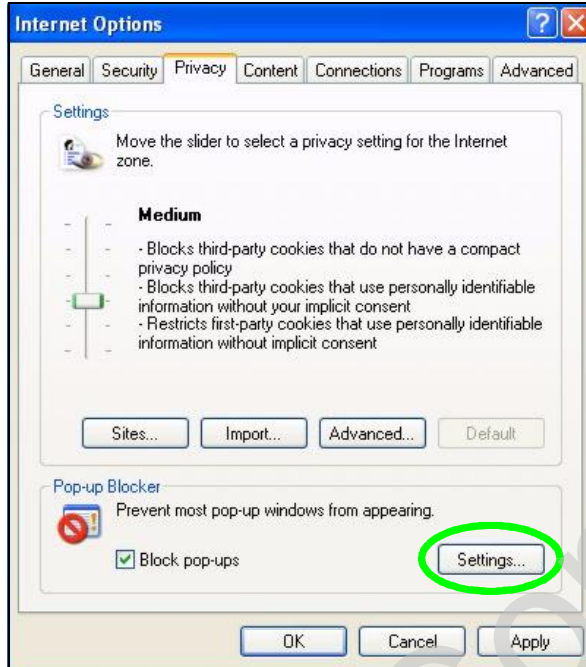 Internet Options
General Security Privacy Content Connections Programs Advanced
Settings
Move the slider to select a privacy setting for the Internet
zone.
Medium
- Blocks third-party cookies that do not have a compact
privacy policy
- Blocks third-party cookies that use personally identifiable
information without your implicit consent
- Restricts first-party cookies that use personally identifiable
information without implicit consent
Sites... Import... Advanced... Default
Pop-up Blocker
Prevent most pop-up windows from appearing.
Block pop-ups Settings...
OK Cancel Apply